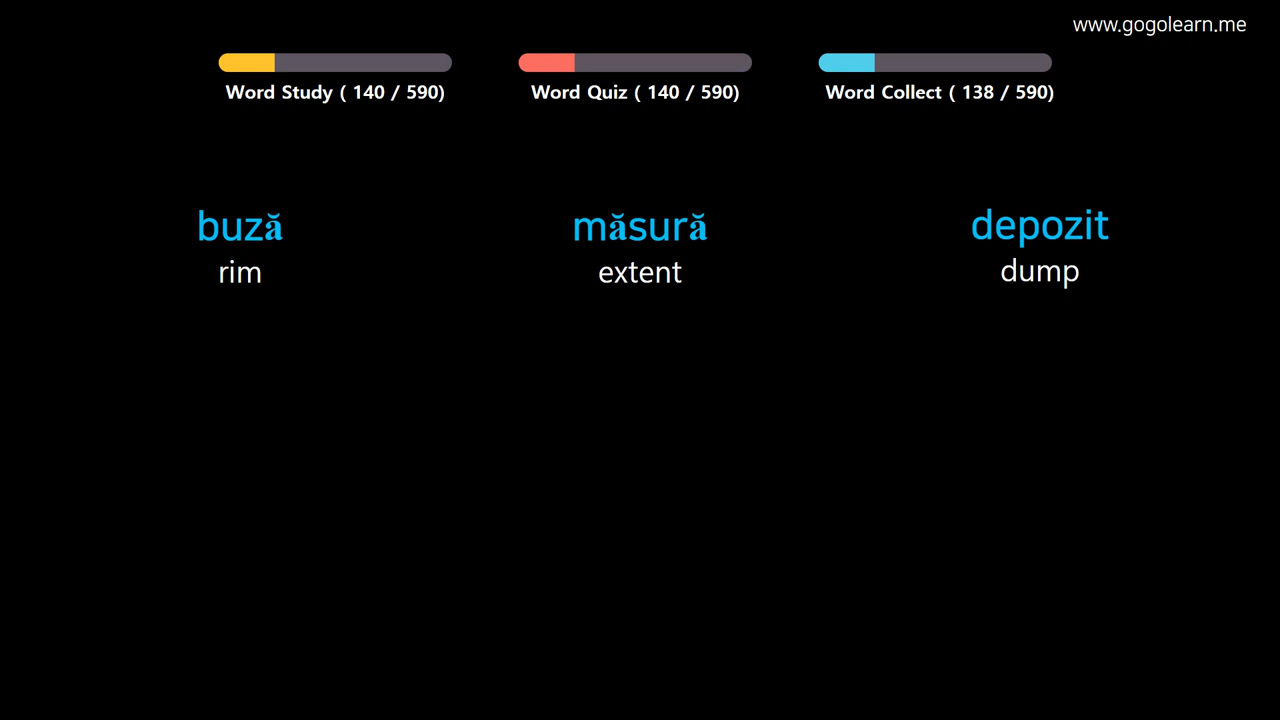 www.gogolearn.me
Word Study ( 140 / 590)
Word Quiz ( 140 / 590)
Word Collect ( 138 / 590)
buză
rim
măsură
extent
depozit
dump